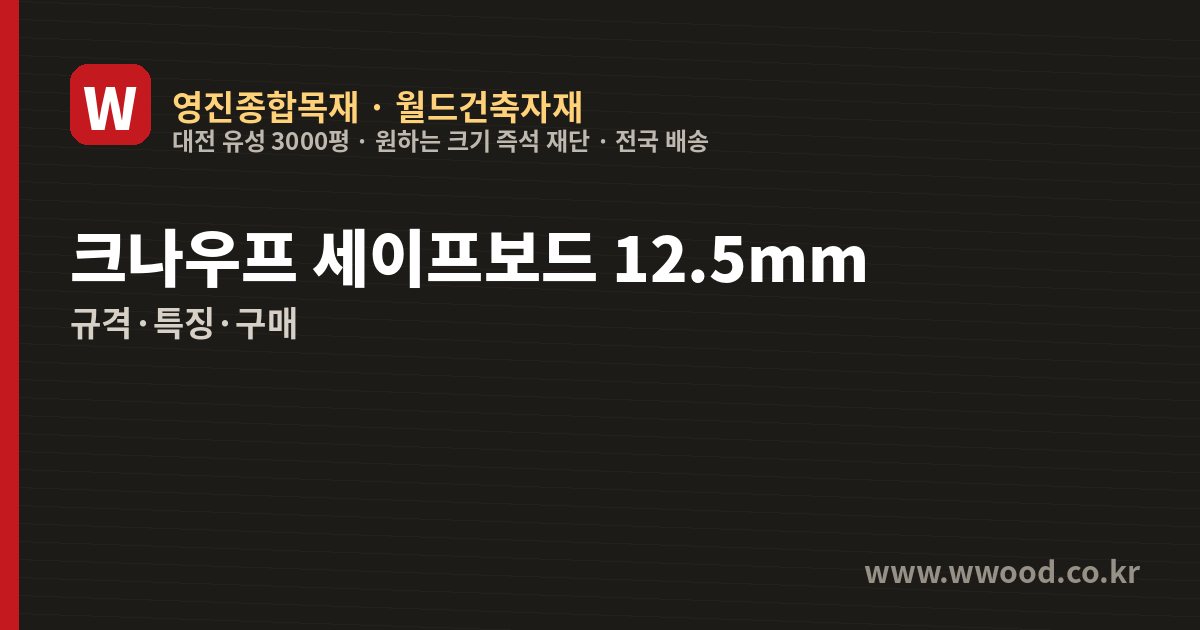 W
영진종합목재 · 월드건축자재
대전 유성 3000평 · 원하는 크기 즉석 재단 · 전국 배송
크나우프 세이프보드 12.5mm
규격·특징·구매
www.wwood.co.kr